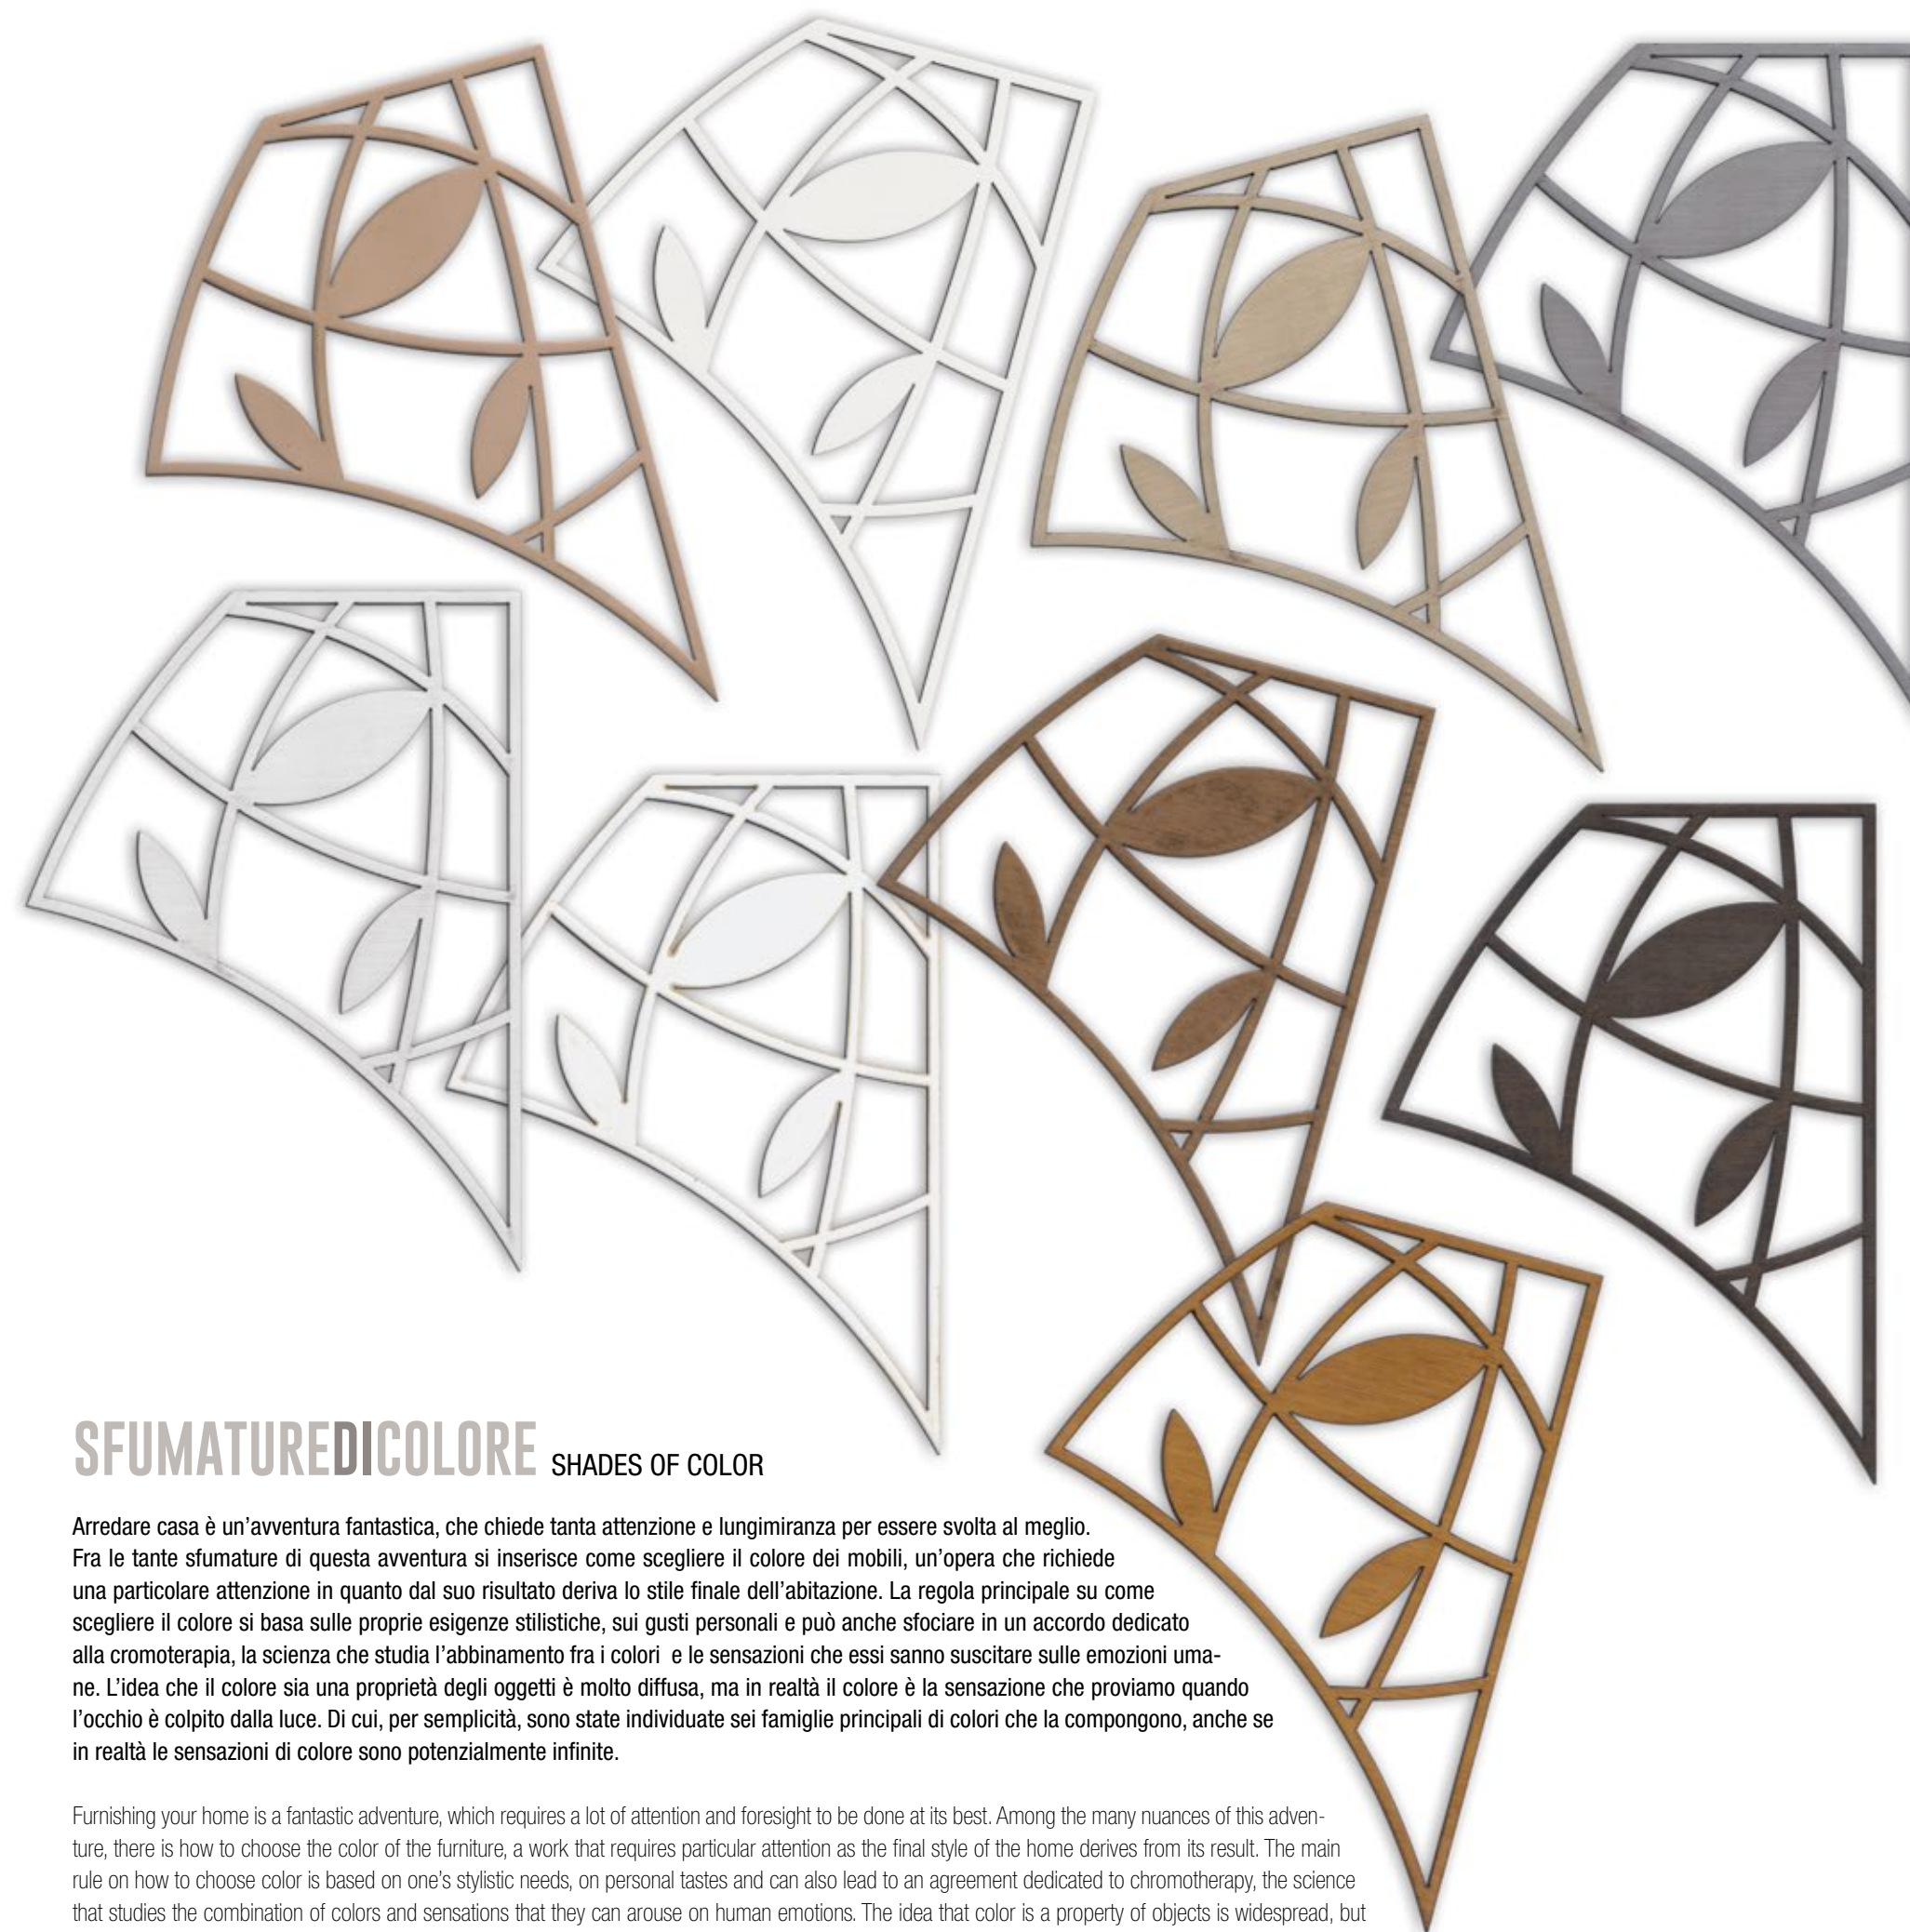 SFUMATUREDICOLORE SHADES OF COLOR
Arredare casa è un'avventura fantastica, che chiede tanta attenzione e lungimiranza per essere svolta al meglio.
Fra le tante sfumature di questa avventura si inserisce come scegliere il colore dei mobili, un'opera che richiede
una particolare attenzione in quanto dal suo risultato deriva lo stile finale dell'abitazione. La regola principale su come
scegliere il colore si basa sulle proprie esigenze stilistiche, sui gusti personali e può anche sfociare in un accordo dedicato
alla cromoterapia, la scienza che studia l'abbinamento fra i colori  e le sensazioni che essi sanno suscitare sulle emozioni uma-
ne. L'idea che il colore sia una proprietà degli oggetti è molto diffusa, ma in realtà il colore è la sensazione che proviamo quando
l'occhio è colpito dalla luce. Di cui, per semplicità, sono state individuate sei famiglie principali di colori che la compongono, anche se
in realtà le sensazioni di colore sono potenzialmente infinite.
Furnishing your home is a fantastic adventure, which requires a lot of attention and foresight to be done at its best. Among the many nuances of this adven-
ture, there is how to choose the color of the furniture, a work that requires particular attention as the final style of the home derives from its result. The main
rule on how to choose color is based on one's stylistic needs, on personal tastes and can also lead to an agreement dedicated to chromotherapy, the science
that studies the combination of colors and sensations that they can arouse on human emotions. The idea that color is a property of objects is widespread, but